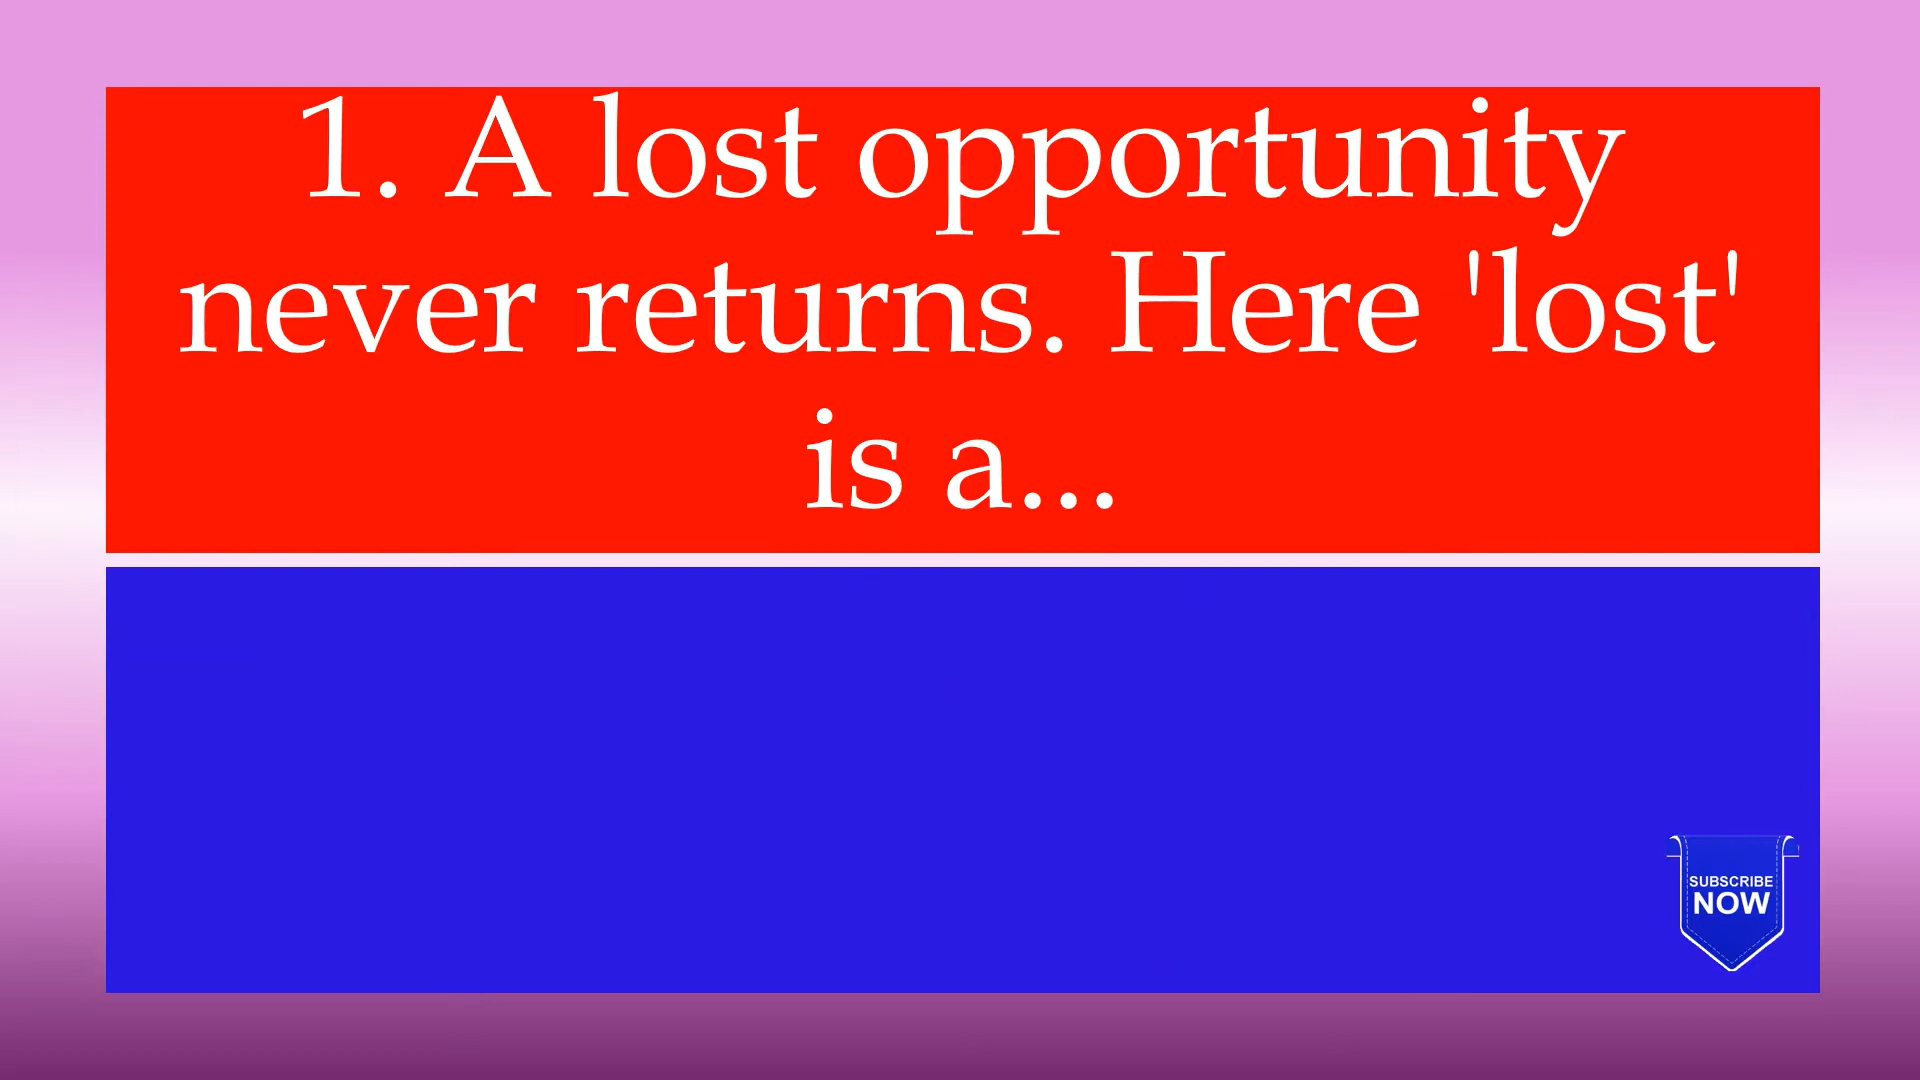 1. A lost opportunity
never returns. Here 'lost'
is a...
SUBSCRIBE
NOW